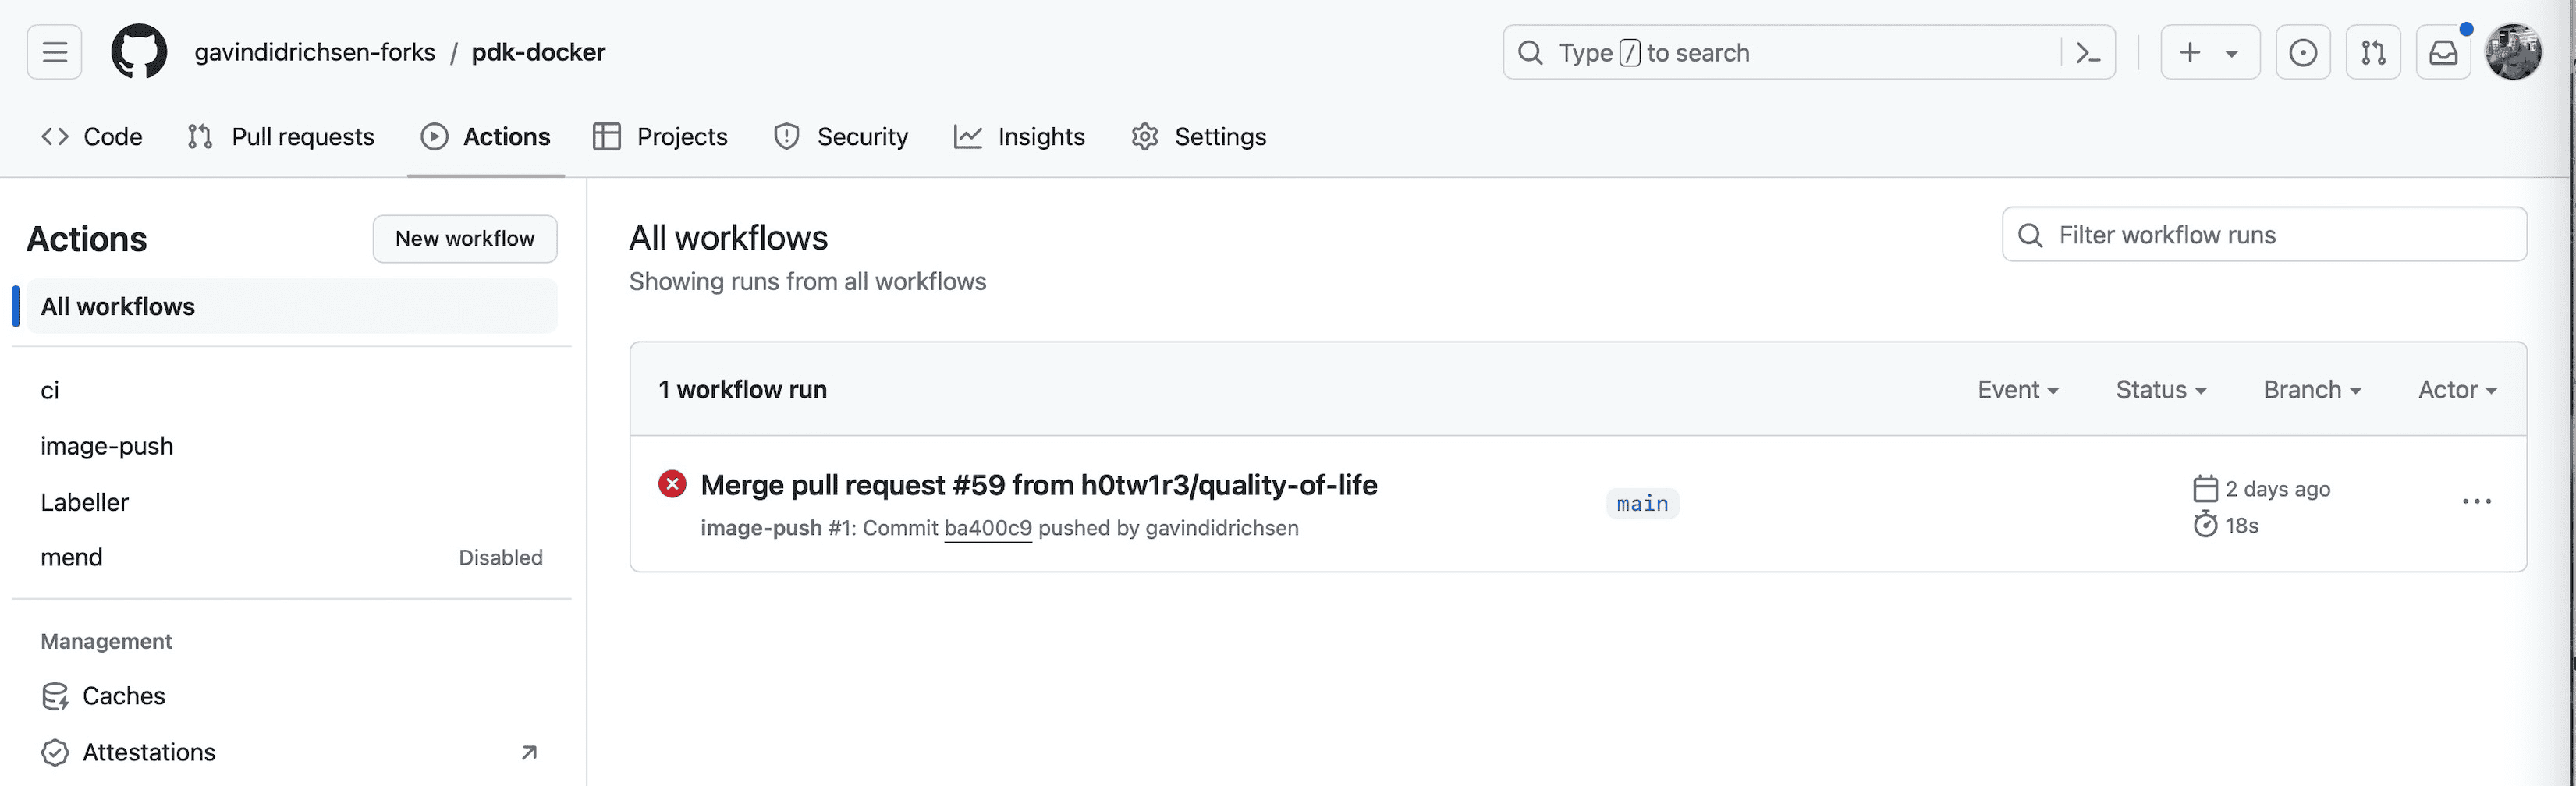 gavindidrichsen-forks / pdk-docker
Type / to search
Code Pull requests Actions Projects Security Insights Settings
Actions
New workflow
All workflows
ci
image-push
Labeller
mend Disabled
Management
Caches
Attestations
All workflows
Showing runs from all workflows
Filter workflow runs
1 workflow run Event Status Branch Actor
Merge pull request #59 from h0tw1r3/quality-of-life
image-push #1: Commit ba400c9 pushed by gavindidrichsen
main
2 days ago
18s